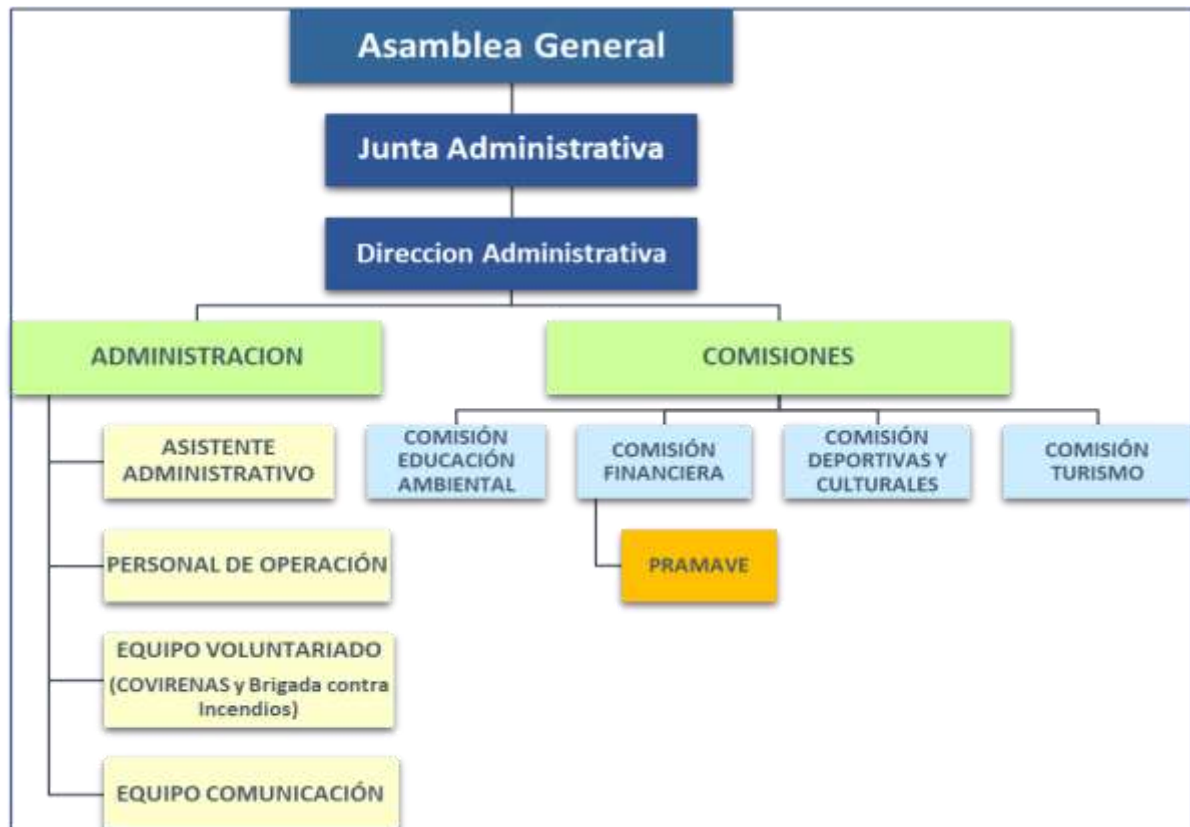 Asamblea General
Junta Administrativa
Direccion Administrativa
ADMINISTRACION
COMISIONES
ASISTENTE
ADMINISTRATIVO
PERSONAL DE OPERACIÓN
EQUIPO VOLUNTARIADO
(COVIRENAS y Brigada contra
Incendios)
EQUIPO COMUNICACIÓN
COMISIÓN
EDUCACIÓN
AMBIENTAL
COMISIÓN
FINANCIERA
PRAMAVE
COMISIÓN
DEPORTIVAS Y
CULTURALES
COMISIÓN
TURISMO